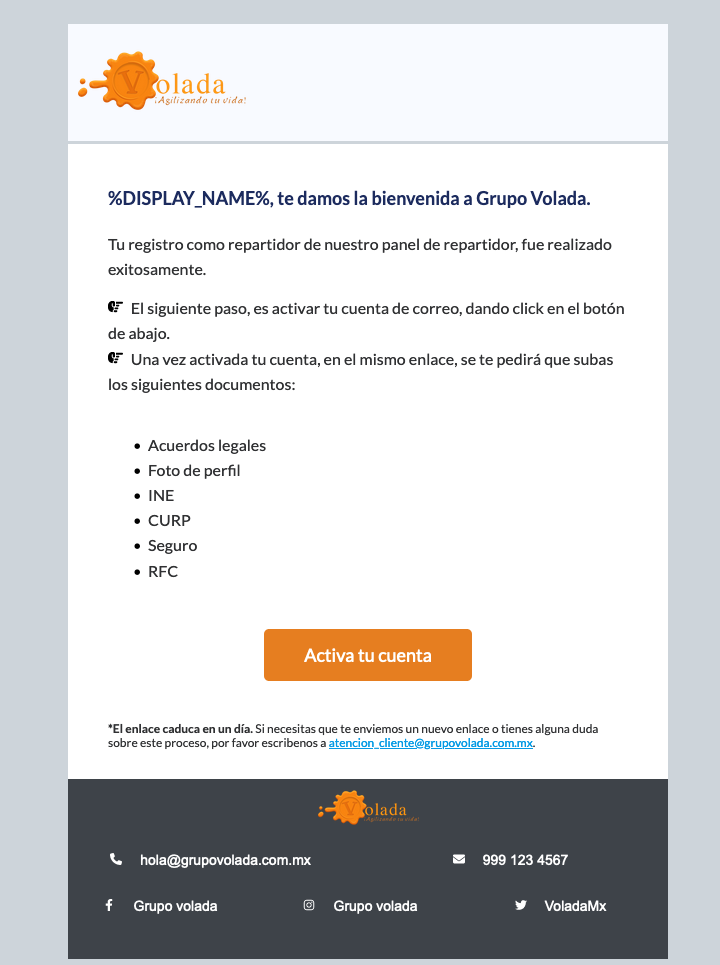 Volada
¡Agilizando tu vida!
%DISPLAY_NAME%, te damos la bienvenida a Grupo Volada.
Tu registro como repartidor de nuestro panel de repartidor, fue realizado
exitosamente.
El siguiente paso, es activar tu cuenta de correo, dando click en el botón
de abajo.
Una vez activada tu cuenta, en el mismo enlace, se te pedirá que subas
los siguientes documentos:
• Acuerdos legales
• Foto de perfil
• INE
• CURP
• Seguro
• RFC
Activa tu cuenta
*El enlace caduca en un día. Si necesitas que te enviemos un nuevo enlace o tienes alguna duda
sobre este proceso, por favor escribenos a atencion_cliente@grupovolada.com.mx.
Volada
¡Agilizando tu vida!
hola@grupovolada.com.mx 999 123 4567
Grupo volada Grupo volada VoladaMx